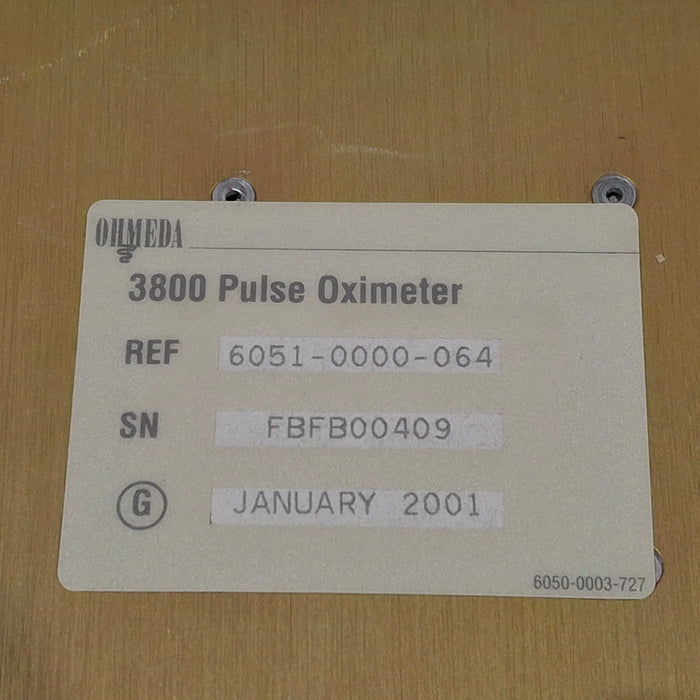 OHMEDA
3800 Pulse Oximeter
REF 6051-0000-064
SN FBFB00409
G JANUARY 2001
6050-0003-727